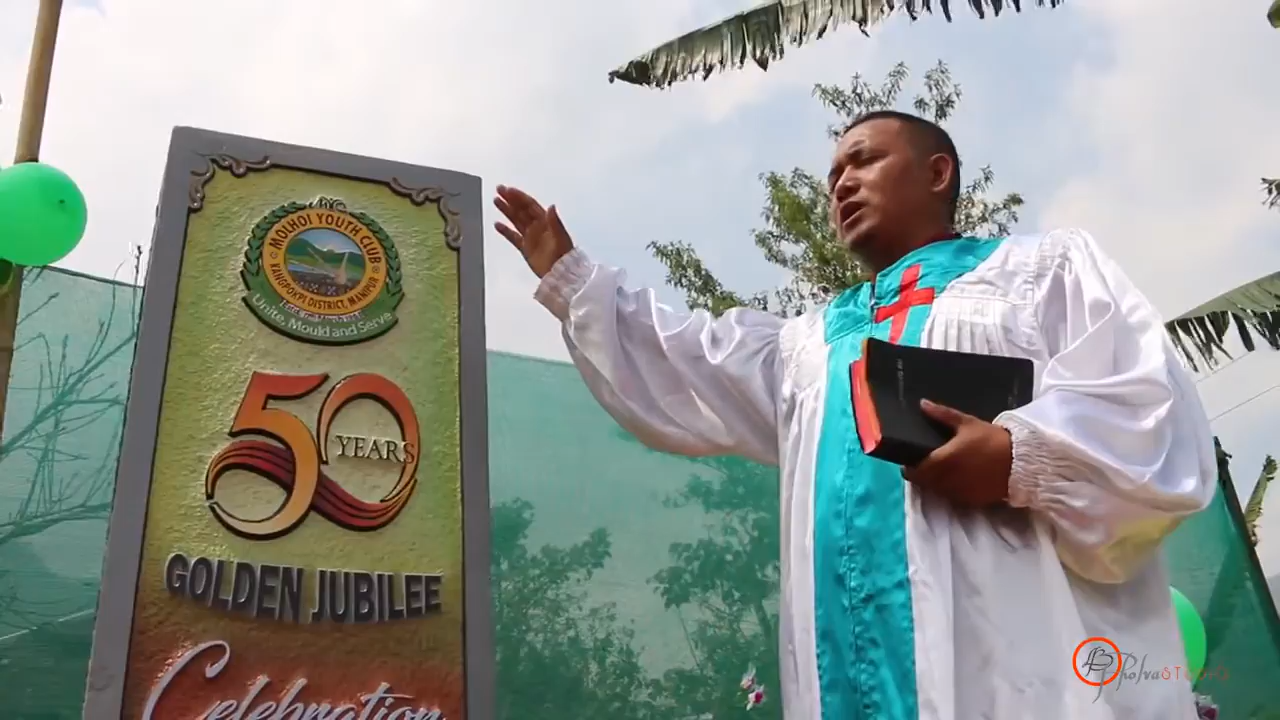 MOLHOI YOUTH CLUB
KANGPOKPI DISTRICT, MANIPUR
Unite, Mould and Serve
50
YEARS
GOLDEN JUBILEE
Celebration